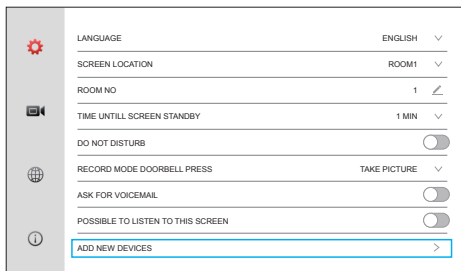 LANGUAGE ENGLISH
SCREEN LOCATION ROOM1
ROOM NO 1
TIME UNTILL SCREEN STANDBY 1 MIN
DO NOT DISTURB
RECORD MODE DOORBELL PRESS TAKE PICTURE
ASK FOR VOICEMAIL
POSSIBLE TO LISTEN TO THIS SCREEN
ADD NEW DEVICES